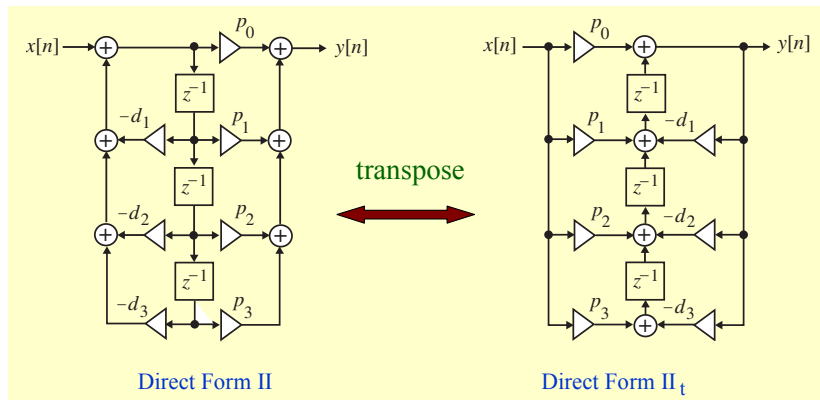 x[n] p₀ y[n]
z⁻¹
−d₁ p₁
z⁻¹
−d₂ p₂
z⁻¹
−d₃ p₃
Direct Form II
transpose
x[n] p₀ y[n]
z⁻¹
p₁ −d₁
z⁻¹
p₂ −d₂
z⁻¹
p₃ −d₃
Direct Form IIₜ